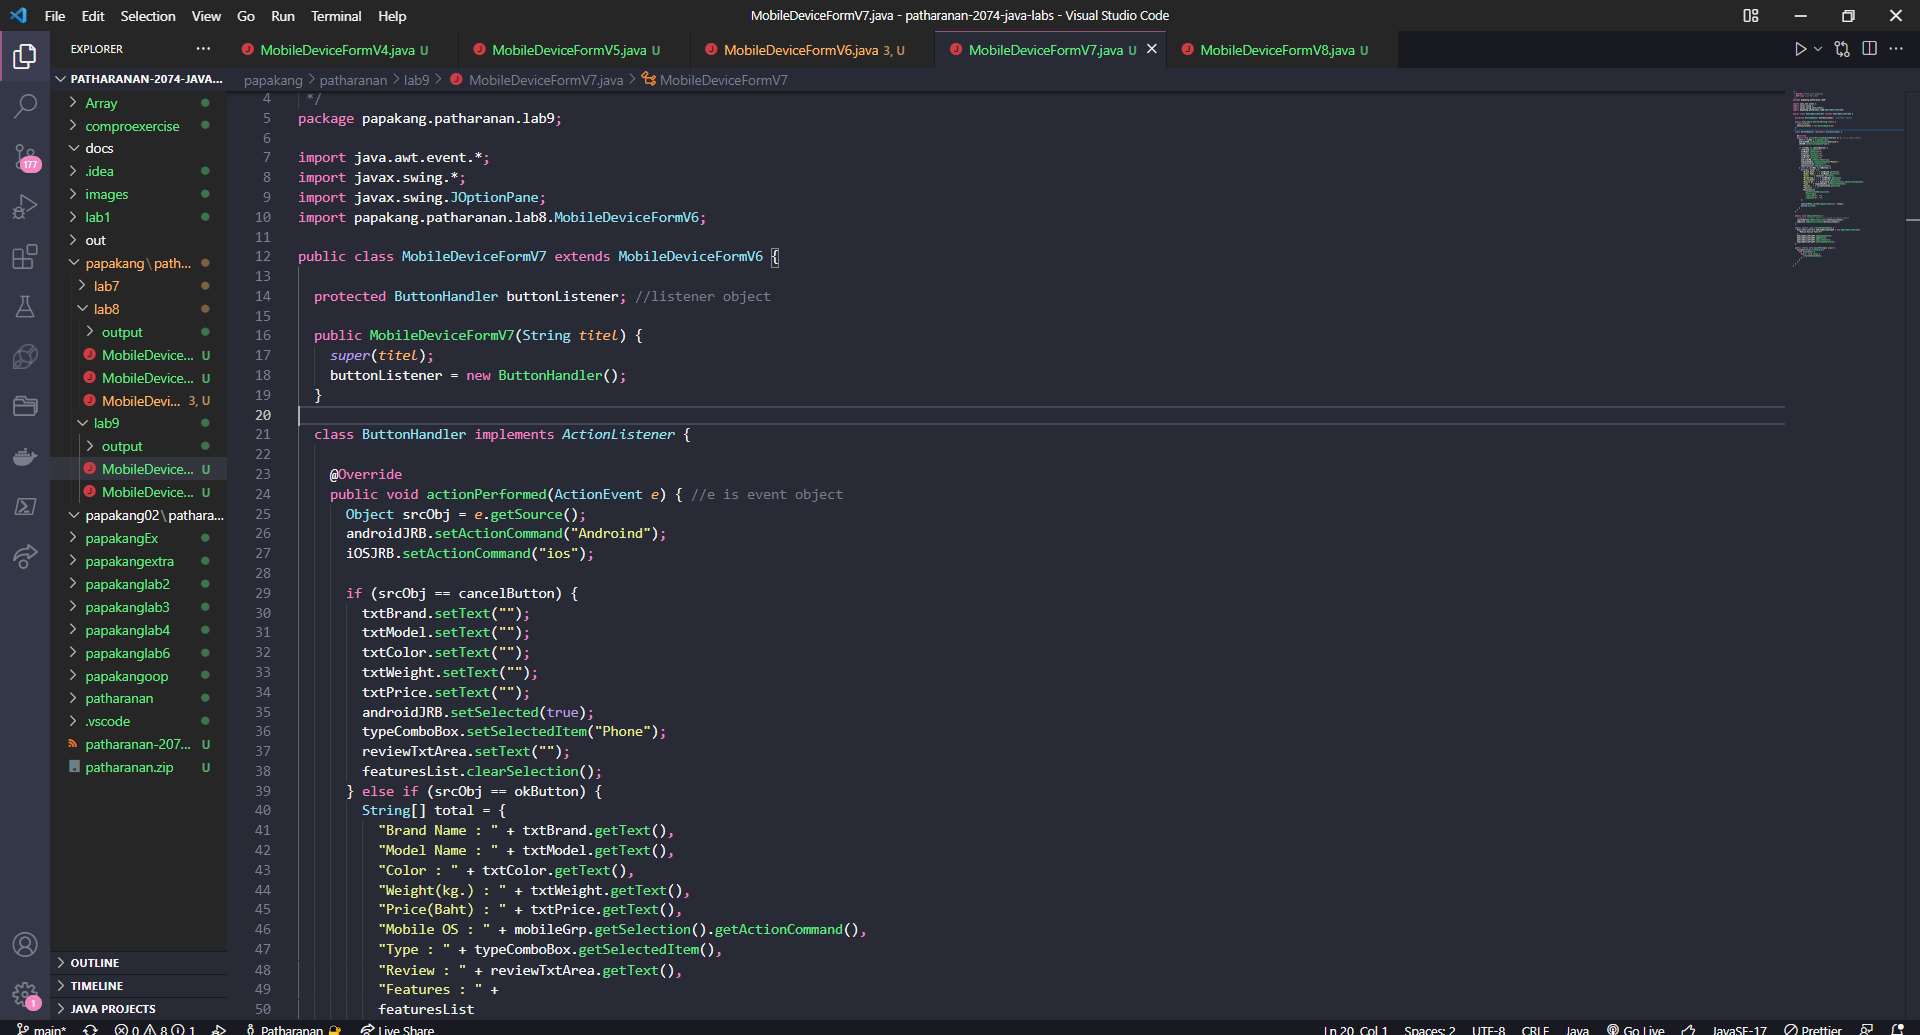 File Edit Selection View Go Run Terminal Help
MobileDeviceFormV7.java - patharanan-2074-java-labs - Visual Studio Code
EXPLORER ...
MobileDeviceFormV4.java U
MobileDeviceFormV5.java U
MobileDeviceFormV6.java 3, U
MobileDeviceFormV7.java U
MobileDeviceFormV8.java U
papakang > patharanan > lab9 > MobileDeviceFormV7.java > MobileDeviceFormV7
PATHARANAN-2074-JAVA...
Array
comproexercise
docs
.idea
images
lab1
out
papakang\path...
lab7
lab8
output
MobileDevice... U
MobileDevice... U
MobileDevi... 3, U
lab9
output
MobileDevice... U
MobileDevice... U
papakang02\pathara...
papakangEx
papakangextra
papakanglab2
papakanglab3
papakanglab4
papakanglab6
papakangoop
patharanan
.vscode
patharanan-207... U
patharanan.zip U
OUTLINE
TIMELINE
JAVA PROJECTS
177
1
4 */
5 package papakang.patharanan.lab9;
6
7 import java.awt.event.*;
8 import javax.swing.*;
9 import javax.swing.JOptionPane;
10 import papakang.patharanan.lab8.MobileDeviceFormV6;
11
12 public class MobileDeviceFormV7 extends MobileDeviceFormV6 {
13
14 protected ButtonHandler buttonListener; //listener object
15
16 public MobileDeviceFormV7(String titel) {
17 super(titel);
18 buttonListener = new ButtonHandler();
19 }
20
21 class ButtonHandler implements ActionListener {
22
23 @Override
24 public void actionPerformed(ActionEvent e) { //e is event object
25 Object srcObj = e.getSource();
26 androidJRB.setActionCommand("Androind");
27 iOSJRB.setActionCommand("ios");
28
29 if (srcObj == cancelButton) {
30 txtBrand.setText("");
31 txtModel.setText("");
32 txtColor.setText("");
33 txtWeight.setText("");
34 txtPrice.setText("");
35 androidJRB.setSelected(true);
36 typeComboBox.setSelectedItem("Phone");
37 reviewTxtArea.setText("");
38 featuresList.clearSelection();
39 } else if (srcObj == okButton) {
40 String[] total = {
41 "Brand Name : " + txtBrand.getText(),
42 "Model Name : " + txtModel.getText(),
43 "Color : " + txtColor.getText(),
44 "Weight(kg.) : " + txtWeight.getText(),
45 "Price(Baht) : " + txtPrice.getText(),
46 "Mobile OS : " + mobileGrp.getSelection().getActionCommand(),
47 "Type : " + typeComboBox.getSelectedItem(),
48 "Review : " + reviewTxtArea.getText(),
49 "Features : " +
50 featuresList
main* 0 8 1 Patharanan Live Share Ln 20, Col 1 Spaces: 2 UTF-8 CRLF Java Go Live JavaSE-17 Prettier